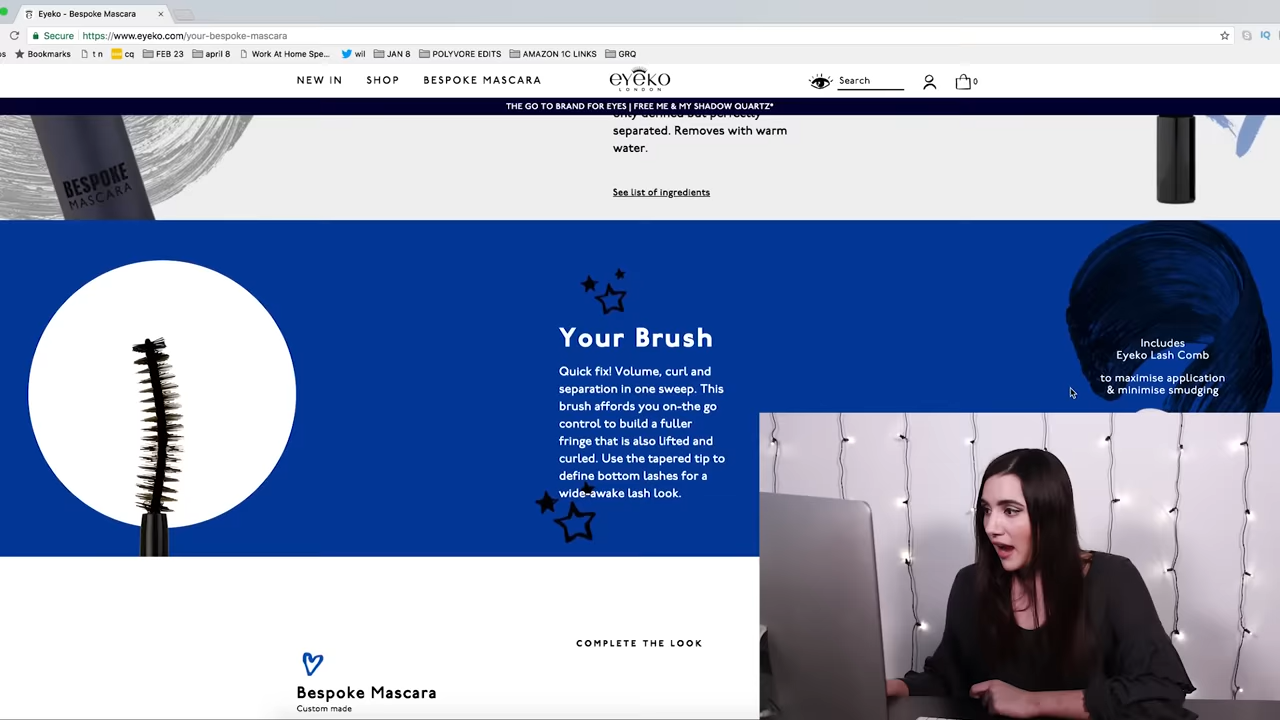 Eyeko - Bespoke Mascara
Secure
https://www.eyeko.com/your-bespoke-mascara
Bookmarks
t n
cq
FEB 23
april 8
Work At Home Spe...
wil
JAN 8
POLYVORE EDITS
AMAZON 1C LINKS
GRQ
NEW IN
SHOP
BESPOKE MASCARA
eyeko
LONDON
Search
0
THE GO TO BRAND FOR EYES | FREE ME & MY SHADOW QUARTZ*
only defined but perfectly
separated. Removes with warm
water.
See list of ingredients
BESPOKE
MASCARA
Your Brush
Quick fix! Volume, curl and
separation in one sweep. This
brush affords you on-the go
control to build a fuller
fringe that is also lifted and
curled. Use the tapered tip to
define bottom lashes for a
wide-awake lash look.
Includes
Eyeko Lash Comb
to maximise application
& minimise smudging
COMPLETE THE LOOK
Bespoke Mascara
Custom made